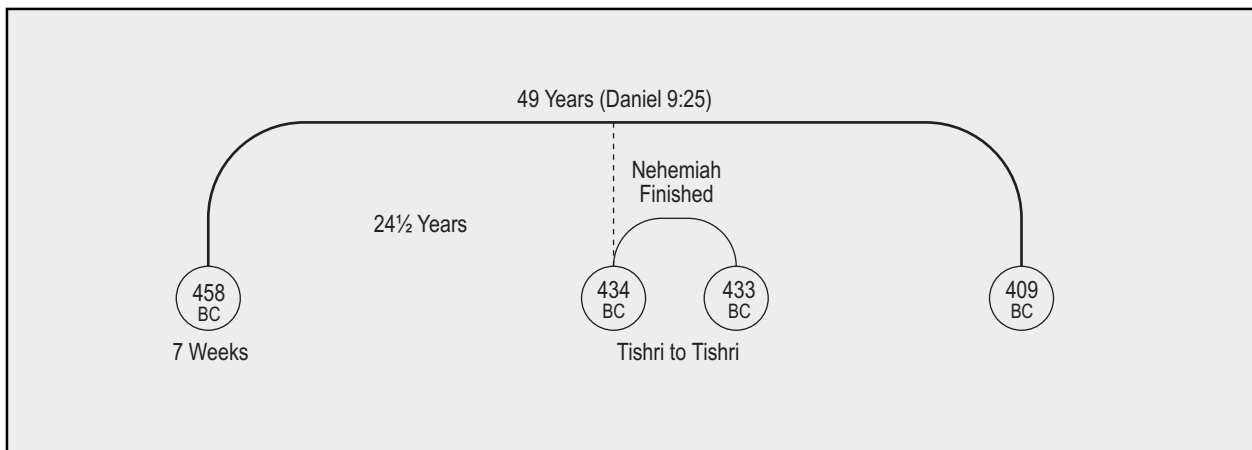 49 Years (Daniel 9:25)
Nehemiah
Finished
24½ Years
458
BC
434
BC
433
BC
409
BC
7 Weeks
Tishri to Tishri